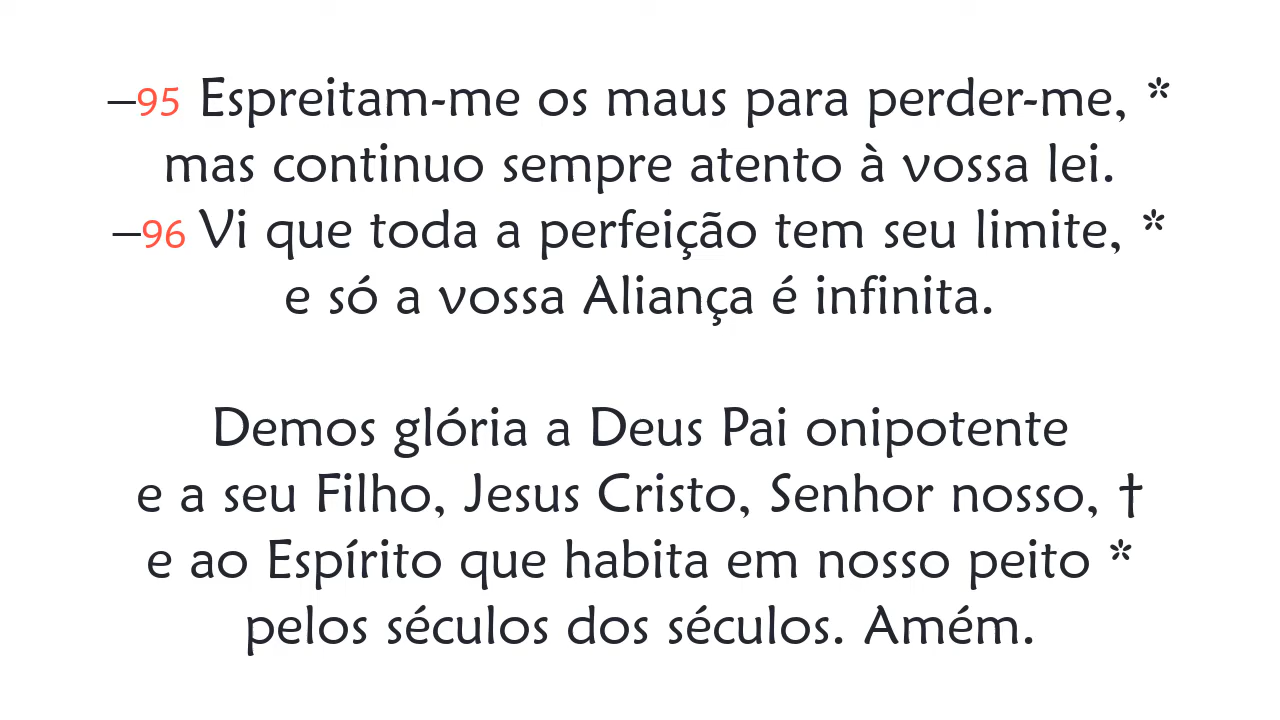 –95 Espreitam-me os maus para perder-me, *
mas continuo sempre atento à vossa lei.
–96 Vi que toda a perfeição tem seu limite, *
e só a vossa Aliança é infinita.
Demos glória a Deus Pai onipotente
e a seu Filho, Jesus Cristo, Senhor nosso, †
e ao Espírito que habita em nosso peito *
pelos séculos dos séculos. Amém.